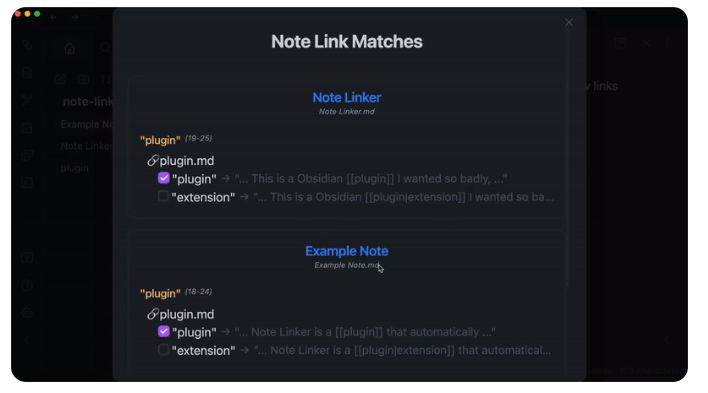 Note Link Matches
Note Linker
Note Linker.md
"plugin" (19-25)
plugin.md
"plugin" → "... This is a Obsidian [[plugin]] I wanted so badly, ..."
"extension" → "... This is a Obsidian [[plugin|extension]] I wanted so ba...
Example Note
Example Note.md
"plugin" (18-24)
plugin.md
"plugin" → "... Note Linker is a [[plugin]] that automatically ..."
"extension" → "... Note Linker is a [[plugin|extension]] that automatical...
note-link
Example Ne
Note Linker
plugin
links